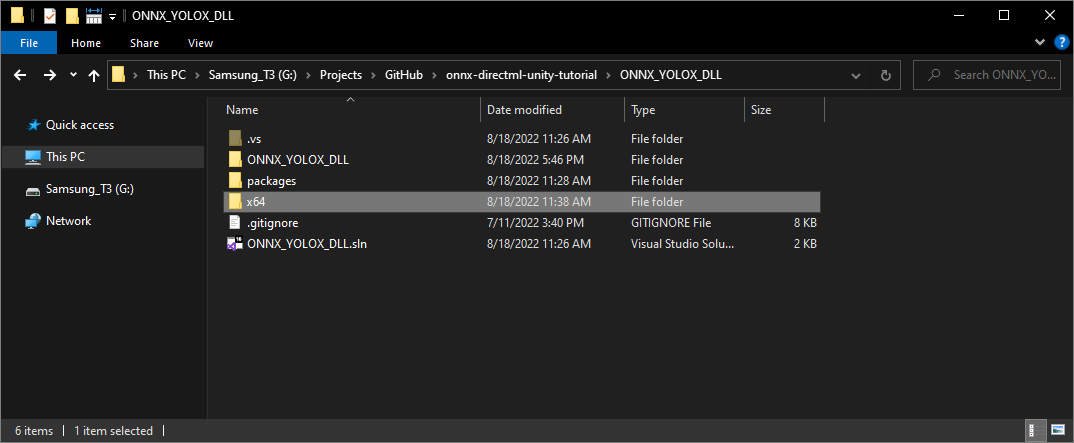 ONNX_YOLOX_DLL
File Home Share View
This PC Samsung_T3 (G:) Projects GitHub onnx-directml-unity-tutorial ONNX_YOLOX_DLL Search ONNX_YO...
Name Date modified Type Size
Quick access
This PC
Samsung_T3 (G:)
Network
.vs 8/18/2022 11:26 AM File folder
ONNX_YOLOX_DLL 8/18/2022 5:46 PM File folder
packages 8/18/2022 11:28 AM File folder
x64 8/18/2022 11:38 AM File folder
.gitignore 7/11/2022 3:40 PM GITIGNORE File 8 KB
ONNX_YOLOX_DLL.sln 8/18/2022 11:26 AM Visual Studio Solu... 2 KB
6 items 1 item selected